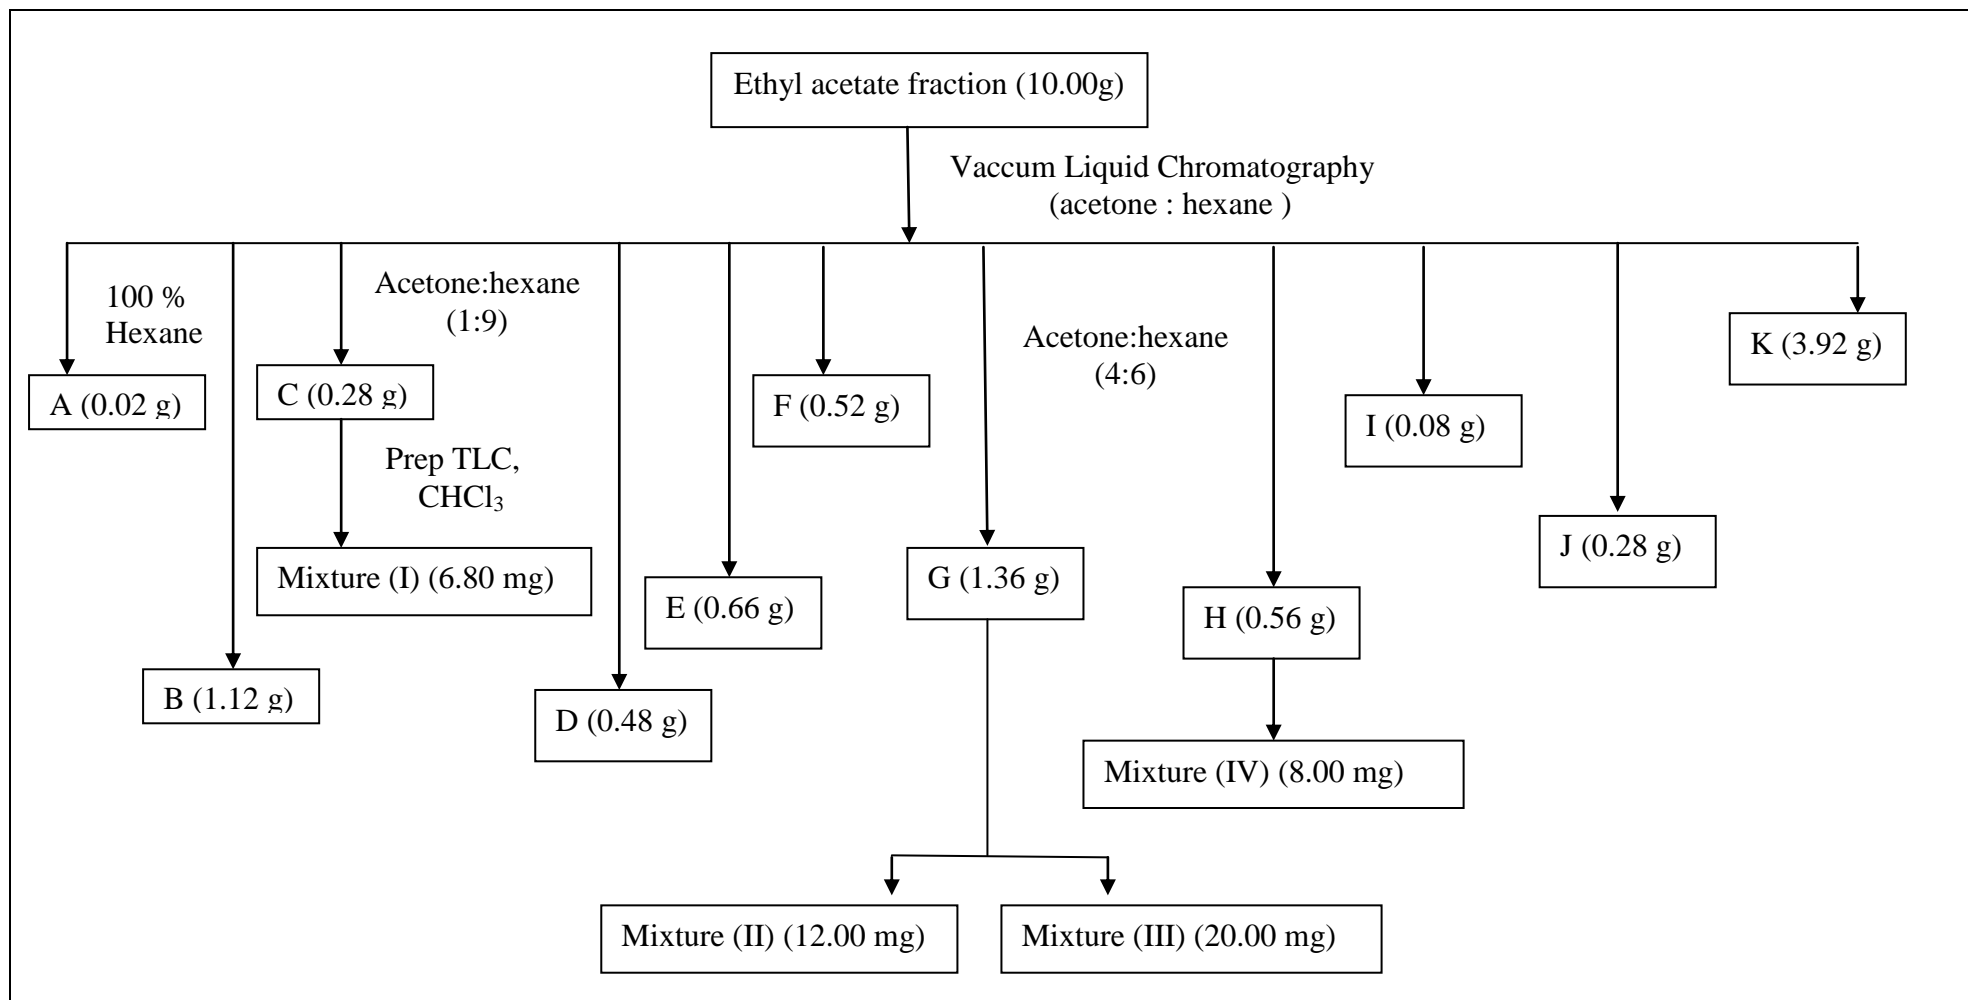 Ethyl acetate fraction (10.00g)
Vaccum Liquid Chromatography
(acetone : hexane )
100 %
Hexane
Acetone:hexane
(1:9)
Acetone:hexane
(4:6)
K (3.92 g)
A (0.02 g)
C (0.28 g)
F (0.52 g)
I (0.08 g)
Prep TLC,
CHCl₃
J (0.28 g)
Mixture (I) (6.80 mg)
E (0.66 g)
G (1.36 g)
H (0.56 g)
B (1.12 g)
D (0.48 g)
Mixture (IV) (8.00 mg)
Mixture (II) (12.00 mg)
Mixture (III) (20.00 mg)